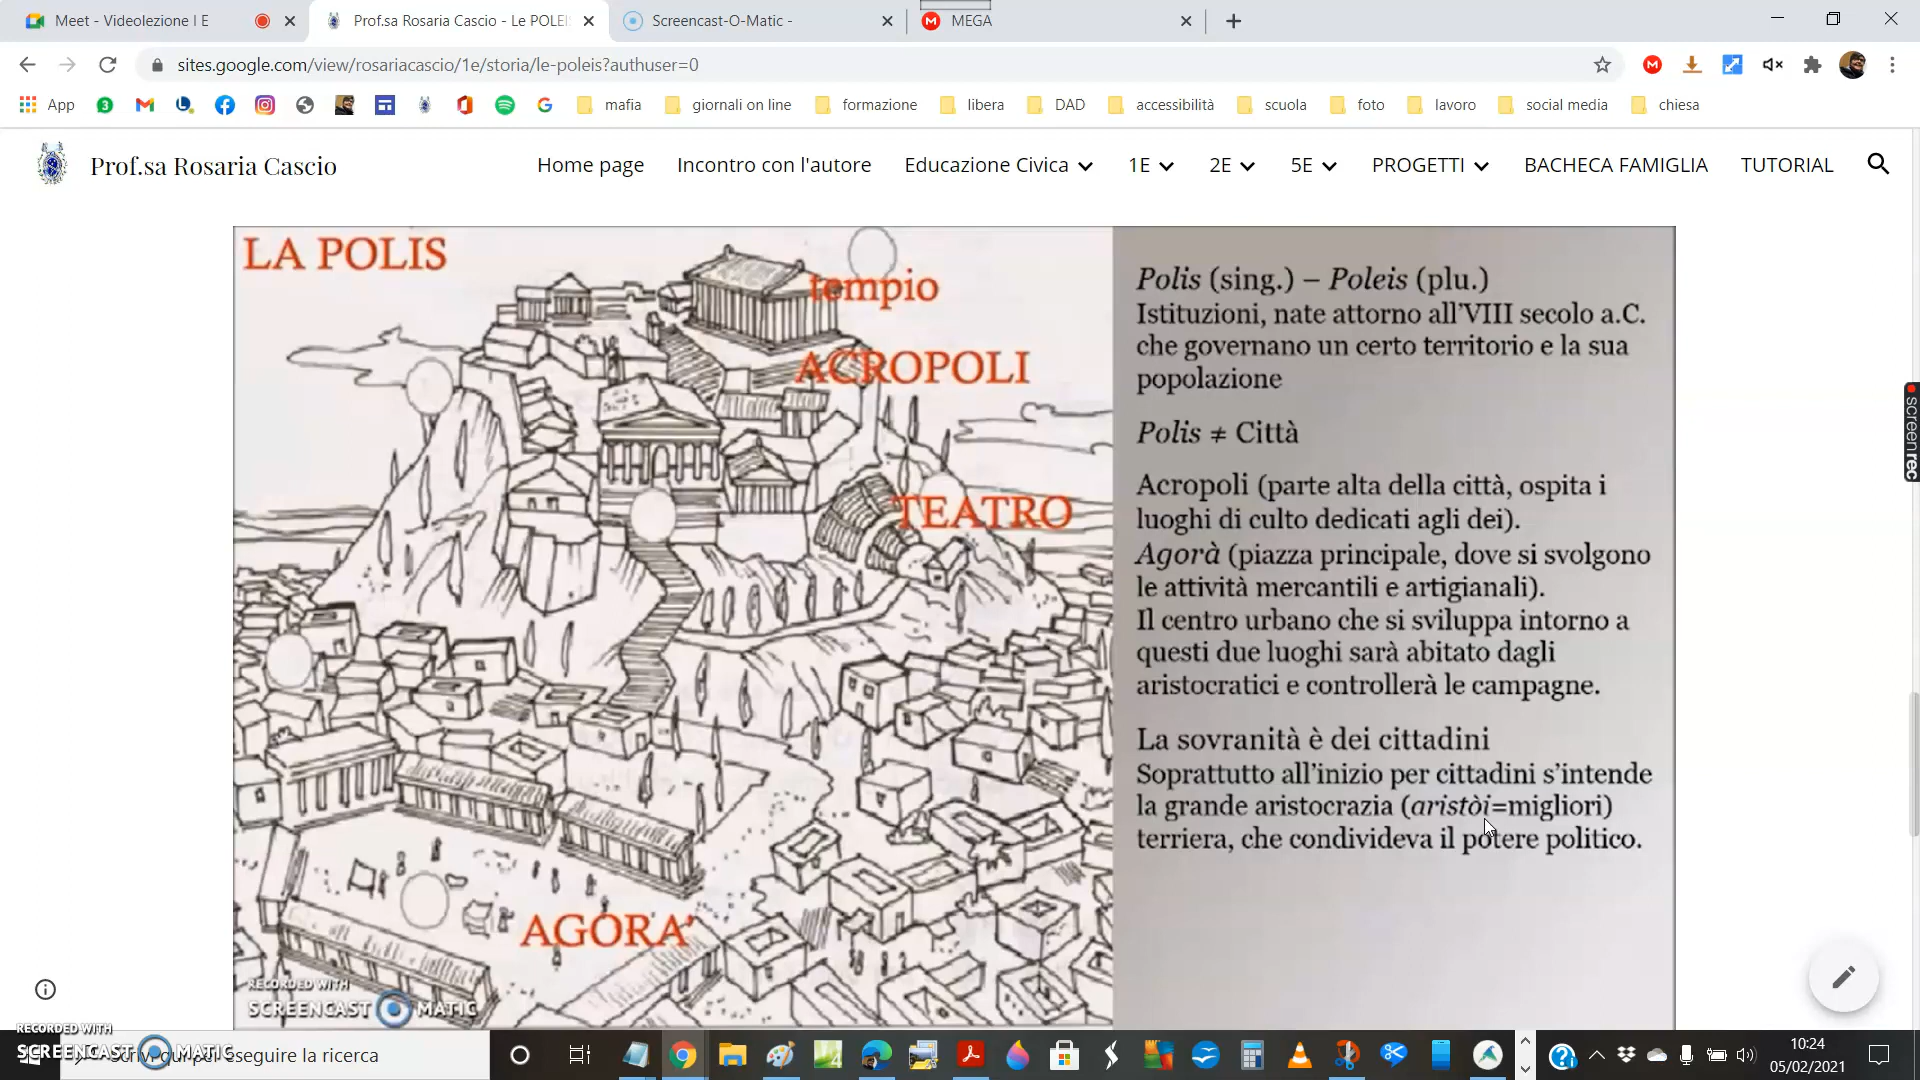 Meet - Videolezione I E
Prof.sa Rosaria Cascio - Le POLEI
Screencast-O-Matic -
MEGA
sites.google.com/view/rosariacascio/1e/storia/le-poleis?authuser=0
App
mafia
giornali on line
formazione
libera
DAD
accessibilità
scuola
foto
lavoro
social media
chiesa
Prof.sa Rosaria Cascio
Home page
Incontro con l'autore
Educazione Civica
1E
2E
5E
PROGETTI
BACHECA FAMIGLIA
TUTORIAL
LA POLIS
tempio
ACROPOLI
TEATRO
AGORA'
Polis (sing.) – Poleis (plu.)
Istituzioni, nate attorno all'VIII secolo a.C.
che governano un certo territorio e la sua
popolazione
Polis ≠ Città
Acropoli (parte alta della città, ospita i
luoghi di culto dedicati agli dei).
Agorà (piazza principale, dove si svolgono
le attività mercantili e artigianali).
Il centro urbano che si sviluppa intorno a
questi due luoghi sarà abitato dagli
aristocratici e controllerà le campagne.
La sovranità è dei cittadini
Soprattutto all'inizio per cittadini s'intende
la grande aristocrazia (aristòi=migliori)
terriera, che condivideva il potere politico.
RECORDED WITH
SCREENCAST MATIC
screenrec
RECORDED WITH
SCREENCAST MATIC
eseguire la ricerca
10:24
05/02/2021